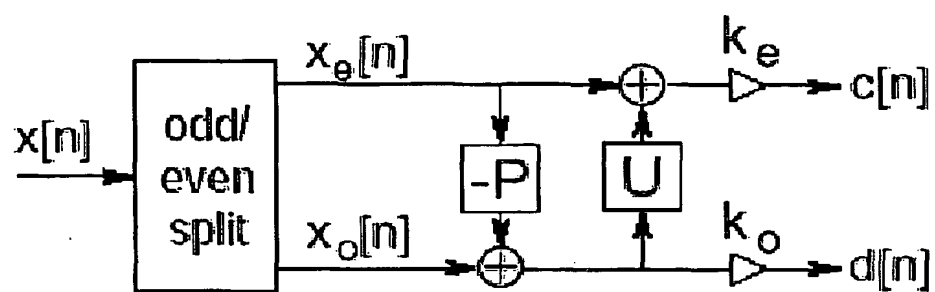 x[n]
odd/
even
split
xₑ[n]
xₒ[n]
-P
U
kₑ
kₒ
c[n]
d[n]